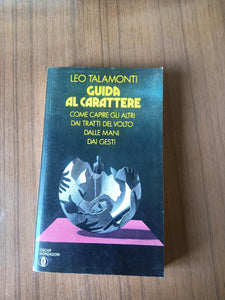 LEO TALAMONTI
GUIDA
AL CARATTERE
COME CAPIRE GLI ALTRI
DAI TRATTI DEL VOLTO
DALLE MANI
DAI GESTI
OSCAR
MONDADORI